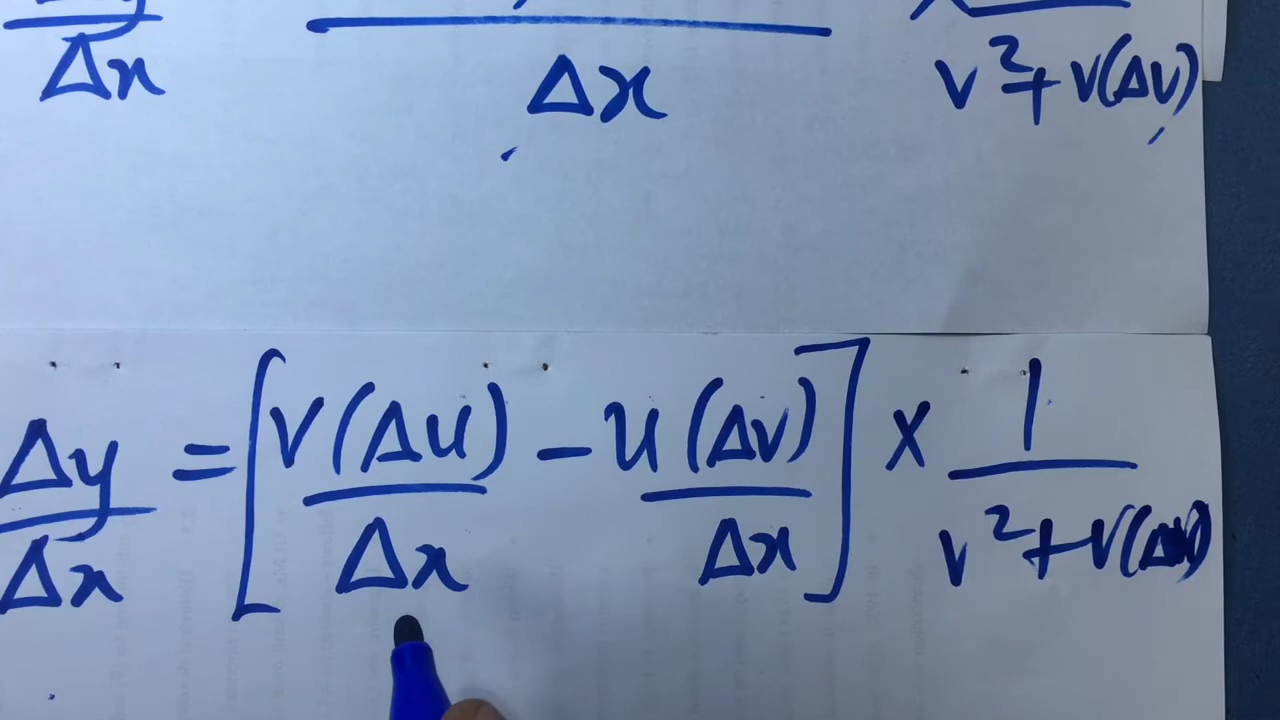 Δx Δx v²+v(Δv)
Δy/Δx = [v(Δu)/Δx − u(Δv)/Δx] × 1/(v²+v(Δv))